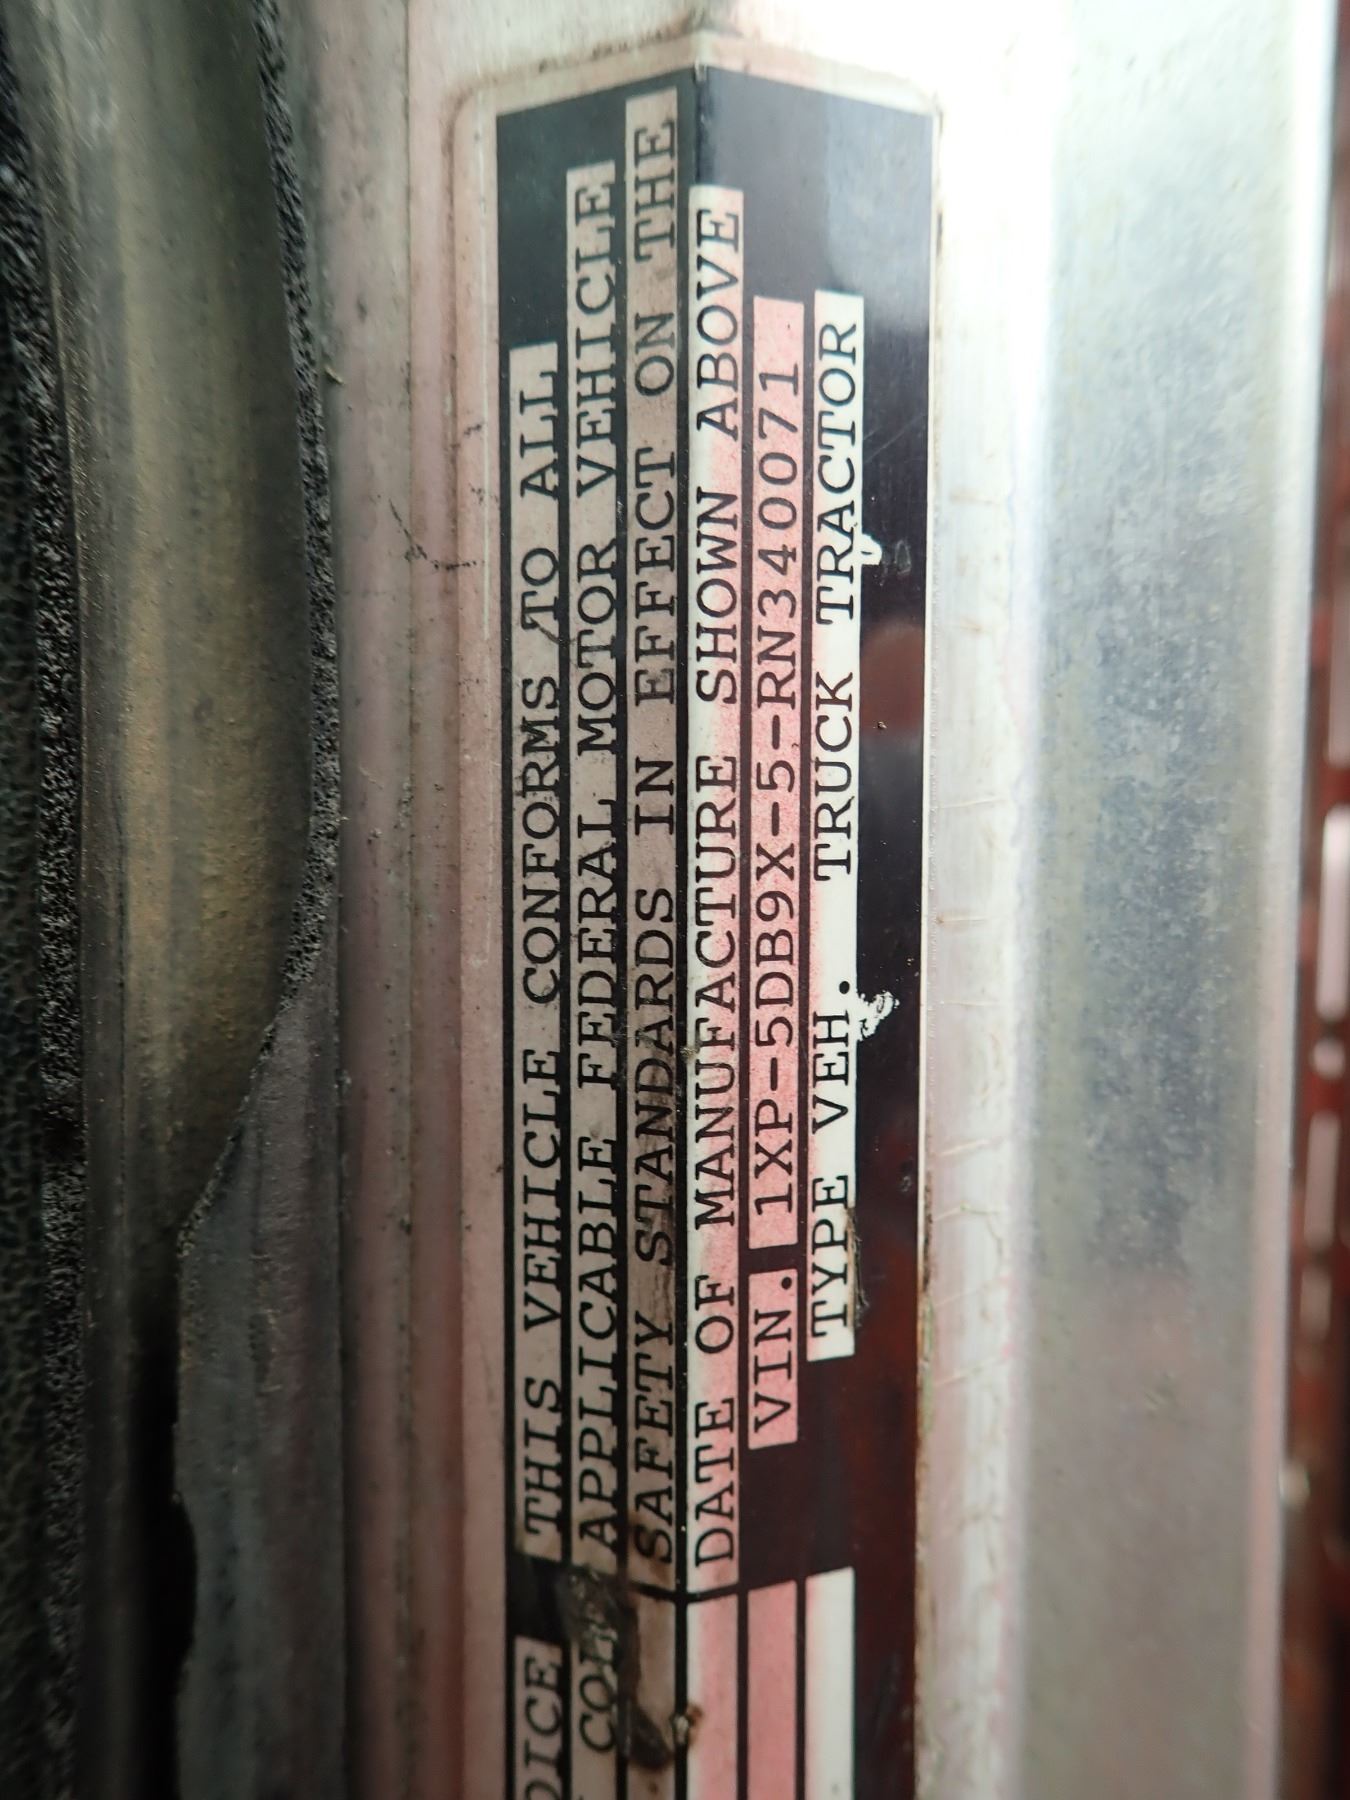 THIS VEHICLE CONFORMS TO ALL
APPLICABLE FEDERAL MOTOR VEHICLE
SAFETY STANDARDS IN EFFECT ON THE
DATE OF MANUFACTURE SHOWN ABOVE
VIN. 1XP-5DB9X-5-RN340071
TYPE VEH. TRUCK TRACTOR